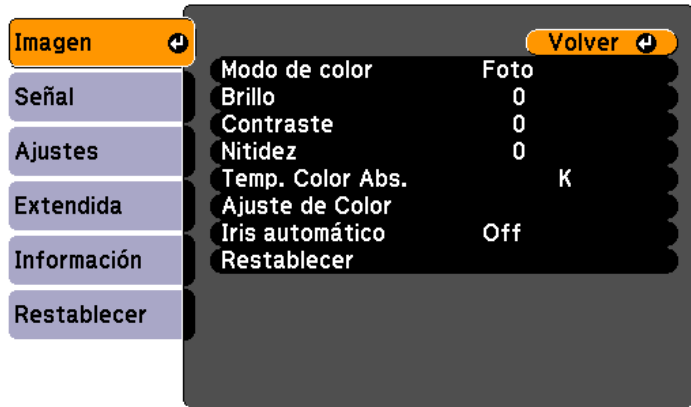 Imagen
Señal
Ajustes
Extendida
Información
Restablecer
Volver
Modo de color Foto
Brillo 0
Contraste 0
Nitidez 0
Temp. Color Abs. K
Ajuste de Color
Iris automático Off
Restablecer